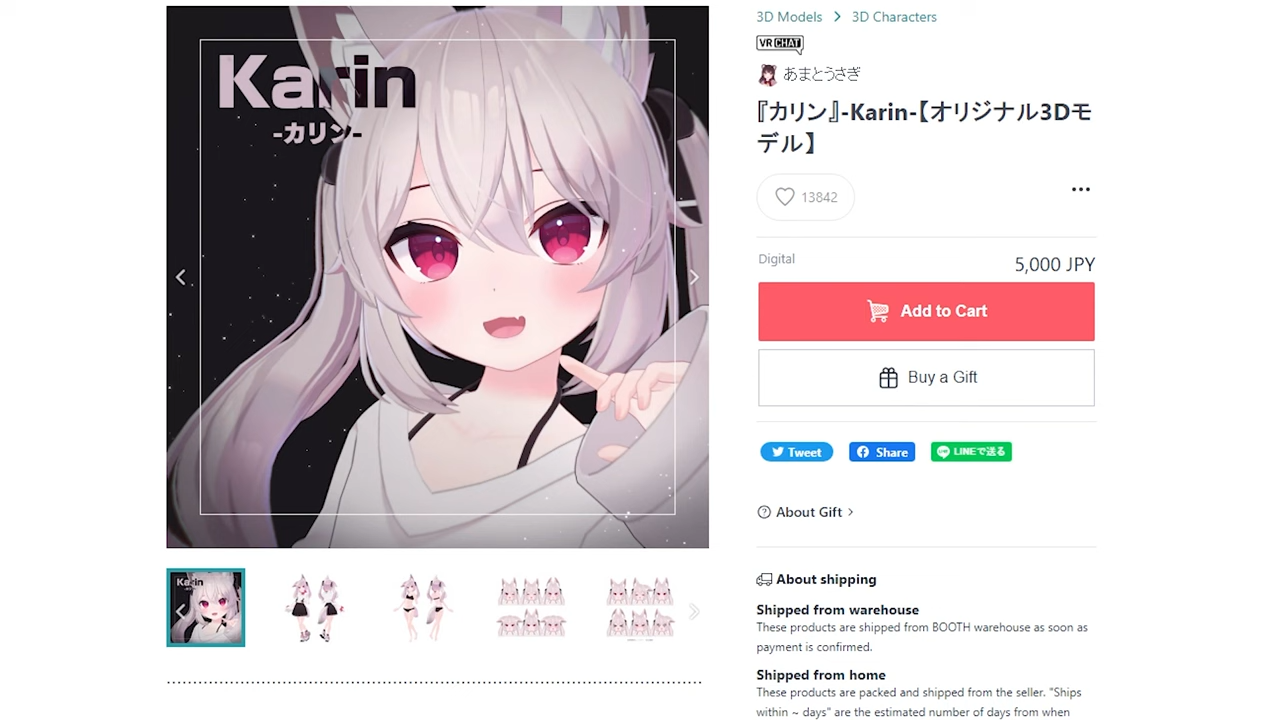 Karin
-カリン-
3D Models > 3D Characters
VRCHAT
あまとうさぎ
『カリン』-Karin-【オリジナル3Dモ
デル】
13842
Digital
5,000 JPY
Add to Cart
Buy a Gift
Tweet
Share
LINEで送る
About Gift >
About shipping
Shipped from warehouse
These products are shipped from BOOTH warehouse as soon as
payment is confirmed.
Shipped from home
These products are packed and shipped from the seller. "Ships
within ~ days" are the estimated number of days from when
Karin